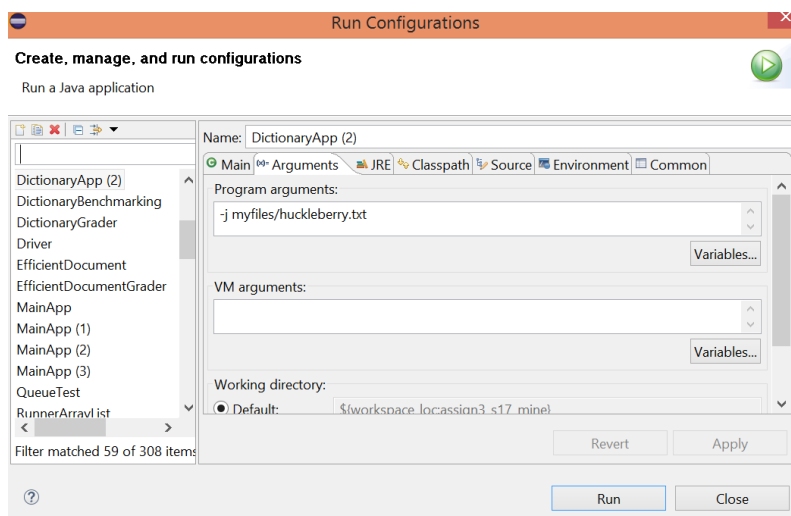 Run Configurations
Create, manage, and run configurations
Run a Java application
Name: DictionaryApp (2)
Main Arguments JRE Classpath Source Environment Common
DictionaryApp (2)
DictionaryBenchmarking
DictionaryGrader
Driver
EfficientDocument
EfficientDocumentGrader
MainApp
MainApp (1)
MainApp (2)
MainApp (3)
QueueTest
RunnerArrayList
Filter matched 59 of 308 items
Program arguments:
-j myfiles/huckleberry.txt
Variables...
VM arguments:
Variables...
Working directory:
Default: ${workspace_loc:assign3_s17_mine}
Revert Apply
Run Close